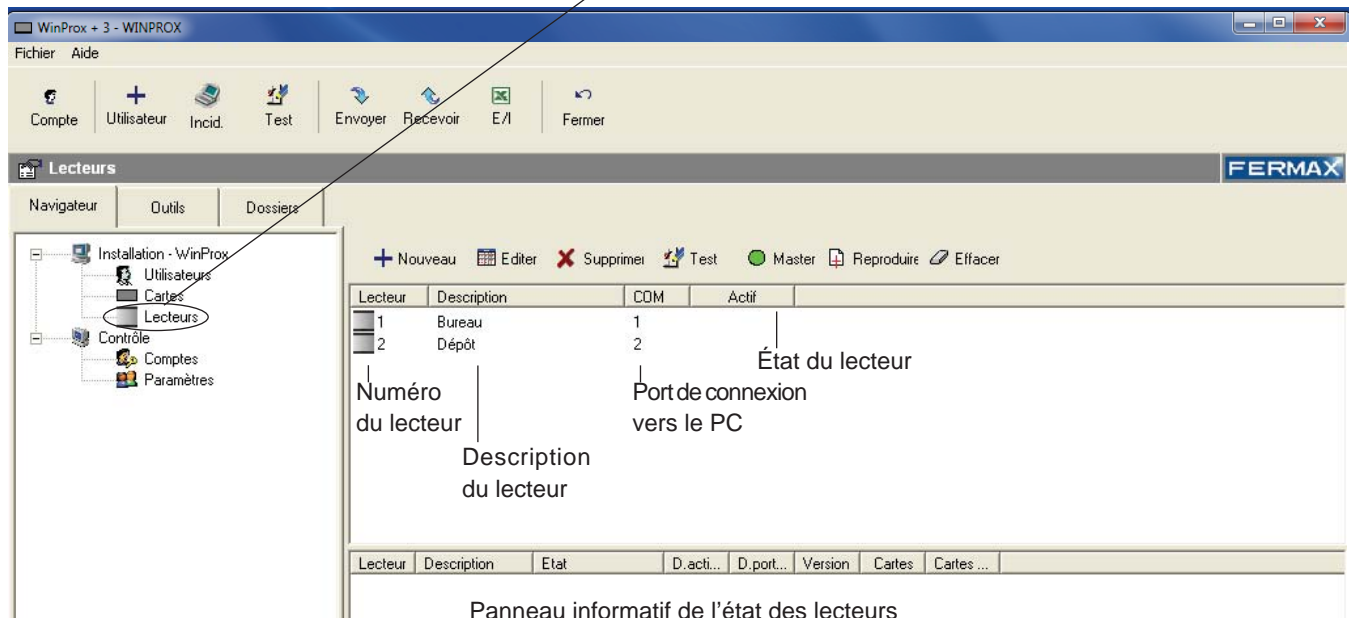 WinProx + 3 - WINPROX
Fichier Aide
Compte Utilisateur Incid. Test Envoyer Recevoir E/I Fermer
Lecteurs FERMAX
Navigateur Outils Dossiers
Installation - WinProx
Utilisateurs
Cartes
Lecteurs
Contrôle
Comptes
Paramètres
Nouveau Editer Supprimer Test Master Reproduire Effacer
Lecteur Description COM Actif
1 Bureau 1
2 Dépôt 2
État du lecteur
Numéro
du lecteur
Port de connexion
vers le PC
Description
du lecteur
Lecteur Description Etat D.acti... D.port... Version Cartes Cartes ...
Panneau informatif de l'état des lecteurs